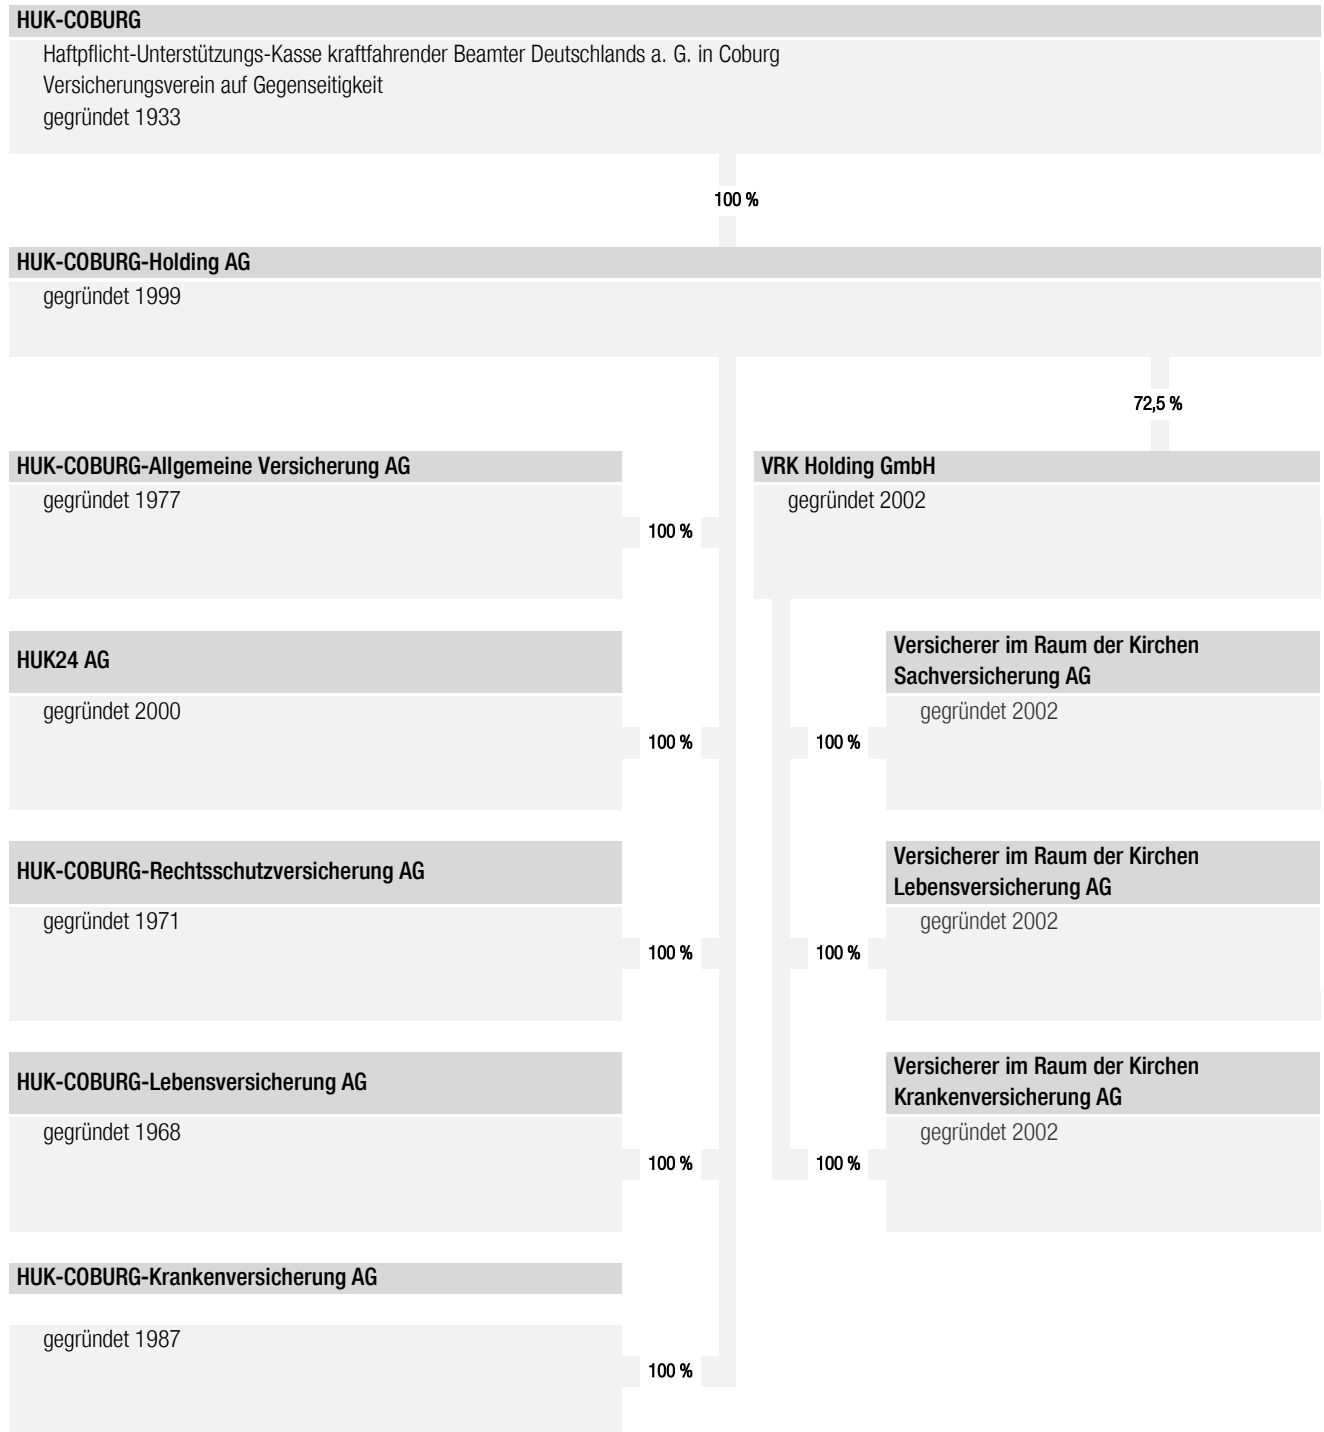 HUK-COBURG
Haftpflicht-Unterstützungs-Kasse kraftfahrender Beamter Deutschlands a. G. in Coburg
Versicherungsverein auf Gegenseitigkeit
gegründet 1933
100 %
HUK-COBURG-Holding AG
gegründet 1999
72,5 %
HUK-COBURG-Allgemeine Versicherung AG
gegründet 1977
100 %
VRK Holding GmbH
gegründet 2002
HUK24 AG
gegründet 2000
100 %
Versicherer im Raum der Kirchen
Sachversicherung AG
gegründet 2002
100 %
HUK-COBURG-Rechtsschutzversicherung AG
gegründet 1971
100 %
Versicherer im Raum der Kirchen
Lebensversicherung AG
gegründet 2002
100 %
HUK-COBURG-Lebensversicherung AG
gegründet 1968
100 %
Versicherer im Raum der Kirchen
Krankenversicherung AG
gegründet 2002
100 %
HUK-COBURG-Krankenversicherung AG
gegründet 1987
100 %